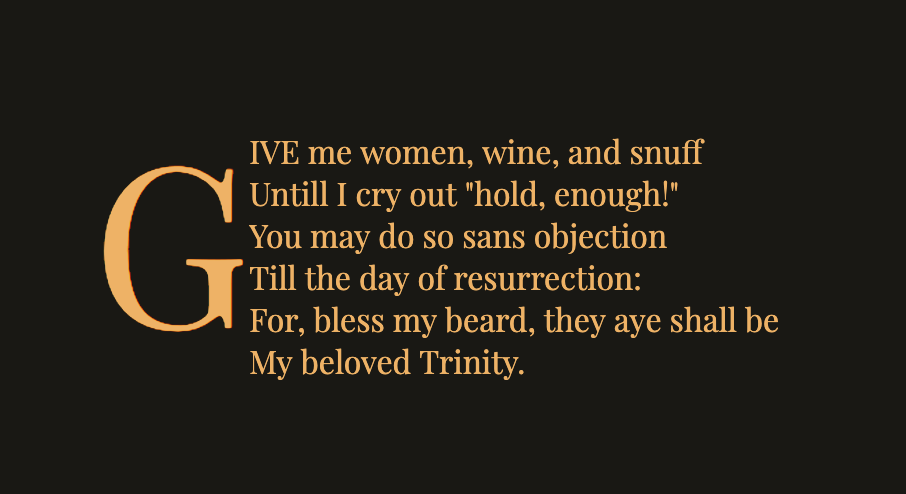 GIVE me women, wine, and snuff
Untill I cry out "hold, enough!"
You may do so sans objection
Till the day of resurrection:
For, bless my beard, they aye shall be
My beloved Trinity.